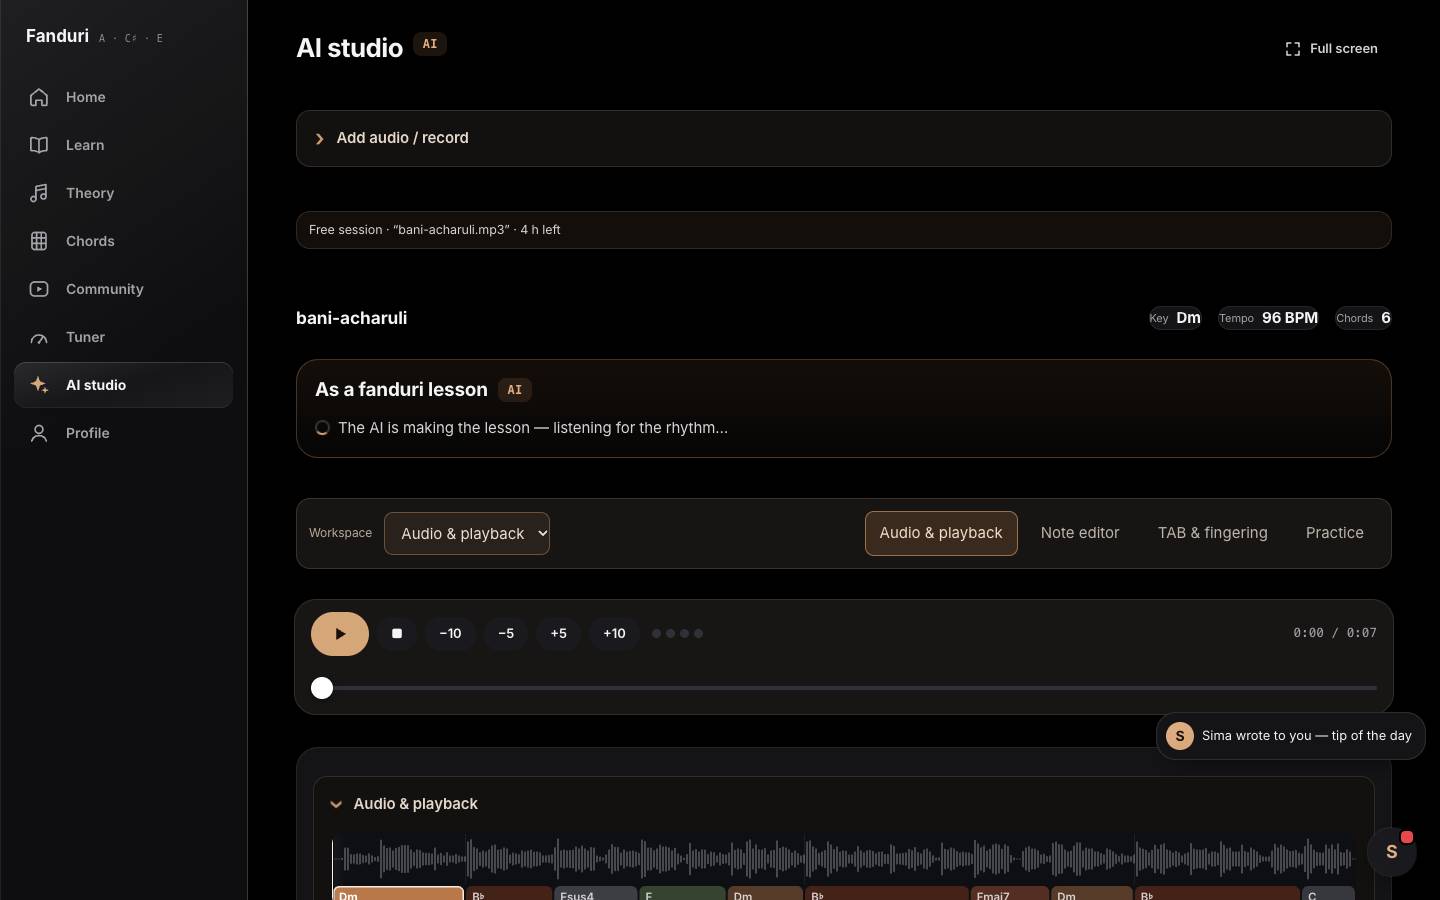 Fanduri A · C♯ · E
Home
Learn
Theory
Chords
Community
Tuner
AI studio
Profile
AI studio AI
Full screen
Add audio / record
Free session · “bani-acharuli.mp3” · 4 h left
bani-acharuli
Key Dm Tempo 96 BPM Chords 6
As a fanduri lesson AI
The AI is making the lesson — listening for the rhythm...
Workspace Audio & playback Audio & playback Note editor TAB & fingering Practice
−10 −5 +5 +10 0:00 / 0:07
S Sima wrote to you — tip of the day
Audio & playback
S
Dm B♭ Esus4 Dm B♭ Emaj7 Dm B♭ C